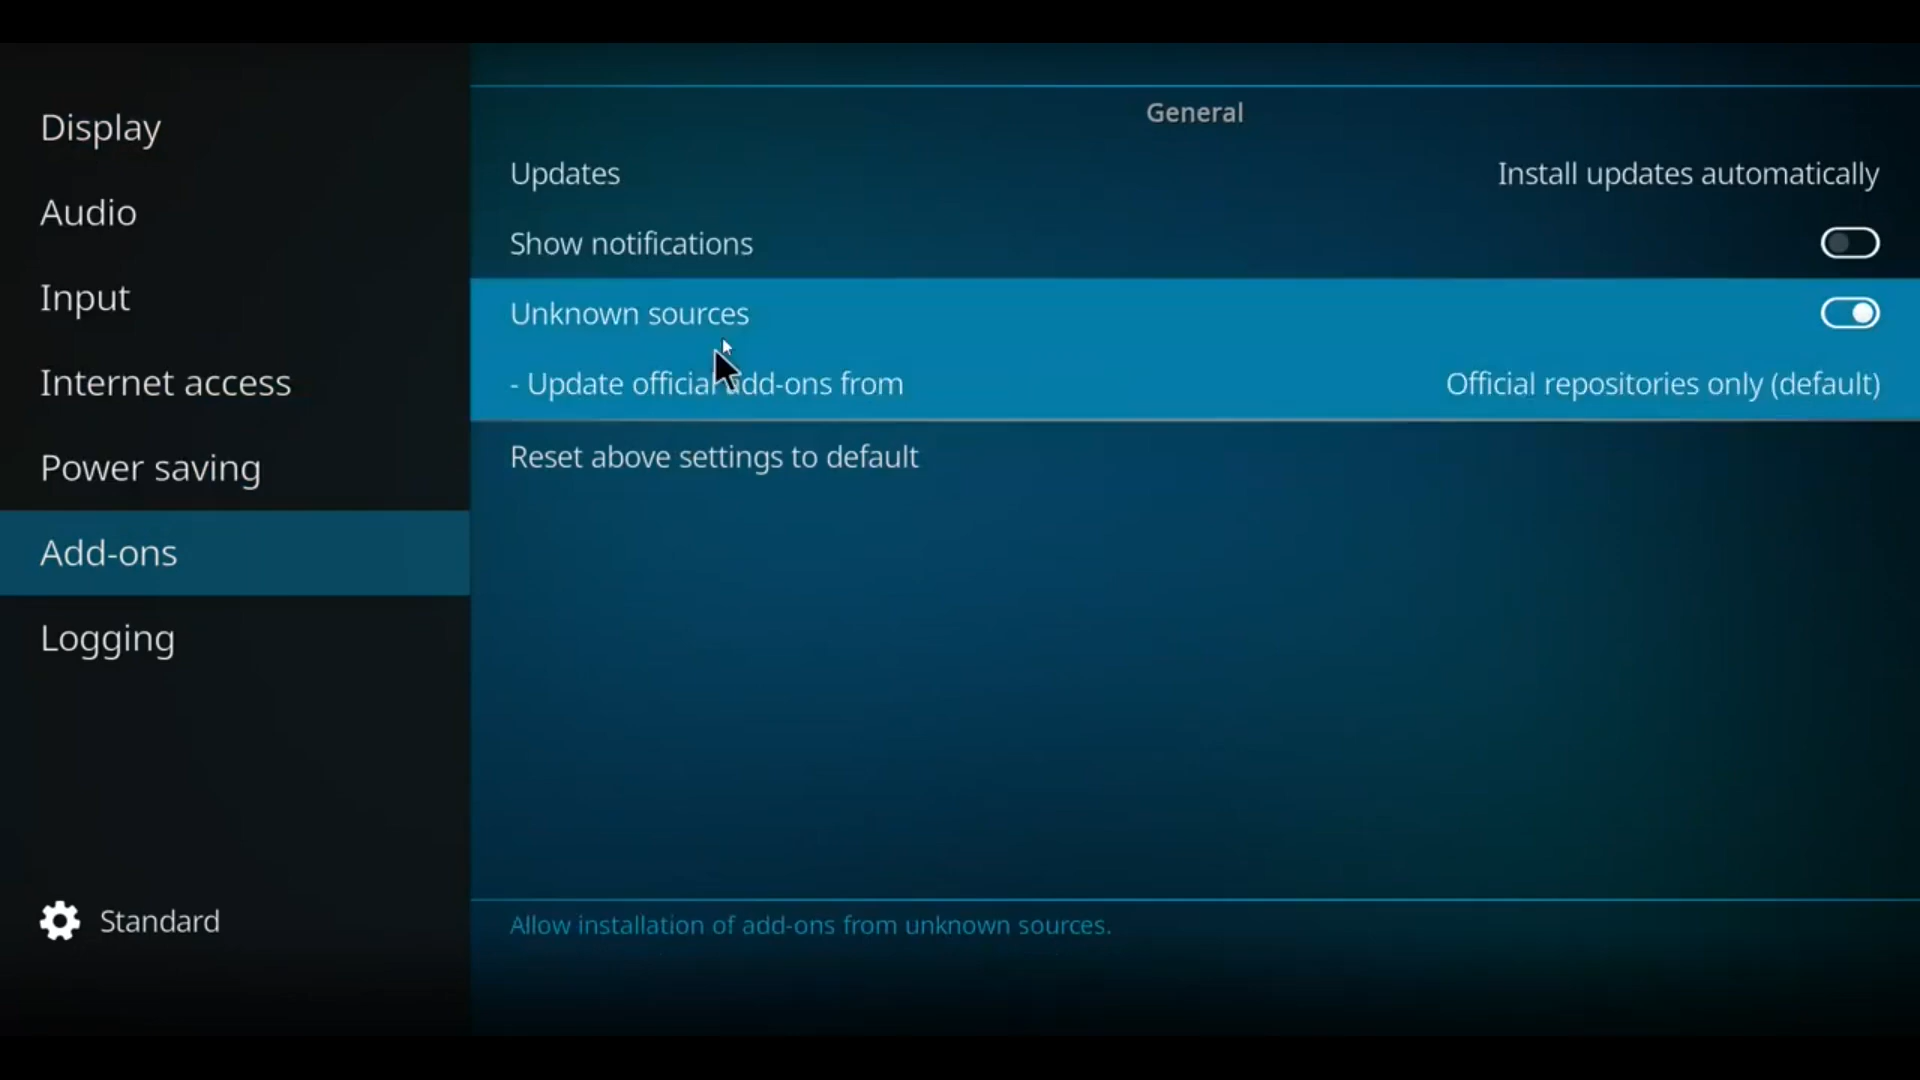 Display
Audio
Input
Internet access
Power saving
Add-ons
Logging
Standard
General
Updates Install updates automatically
Show notifications
Unknown sources
- Update official add-ons from Official repositories only (default)
Reset above settings to default
Allow installation of add-ons from unknown sources.